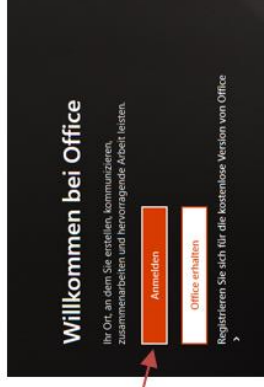 Willkommen bei Office
Ihr Ort, an dem Sie erstellen, kommunizieren,
zusammenarbeiten und hervorragende Arbeit leisten.
Anmelden
Office erhalten
Registrieren Sie sich für die kostenlose Version von Office
>